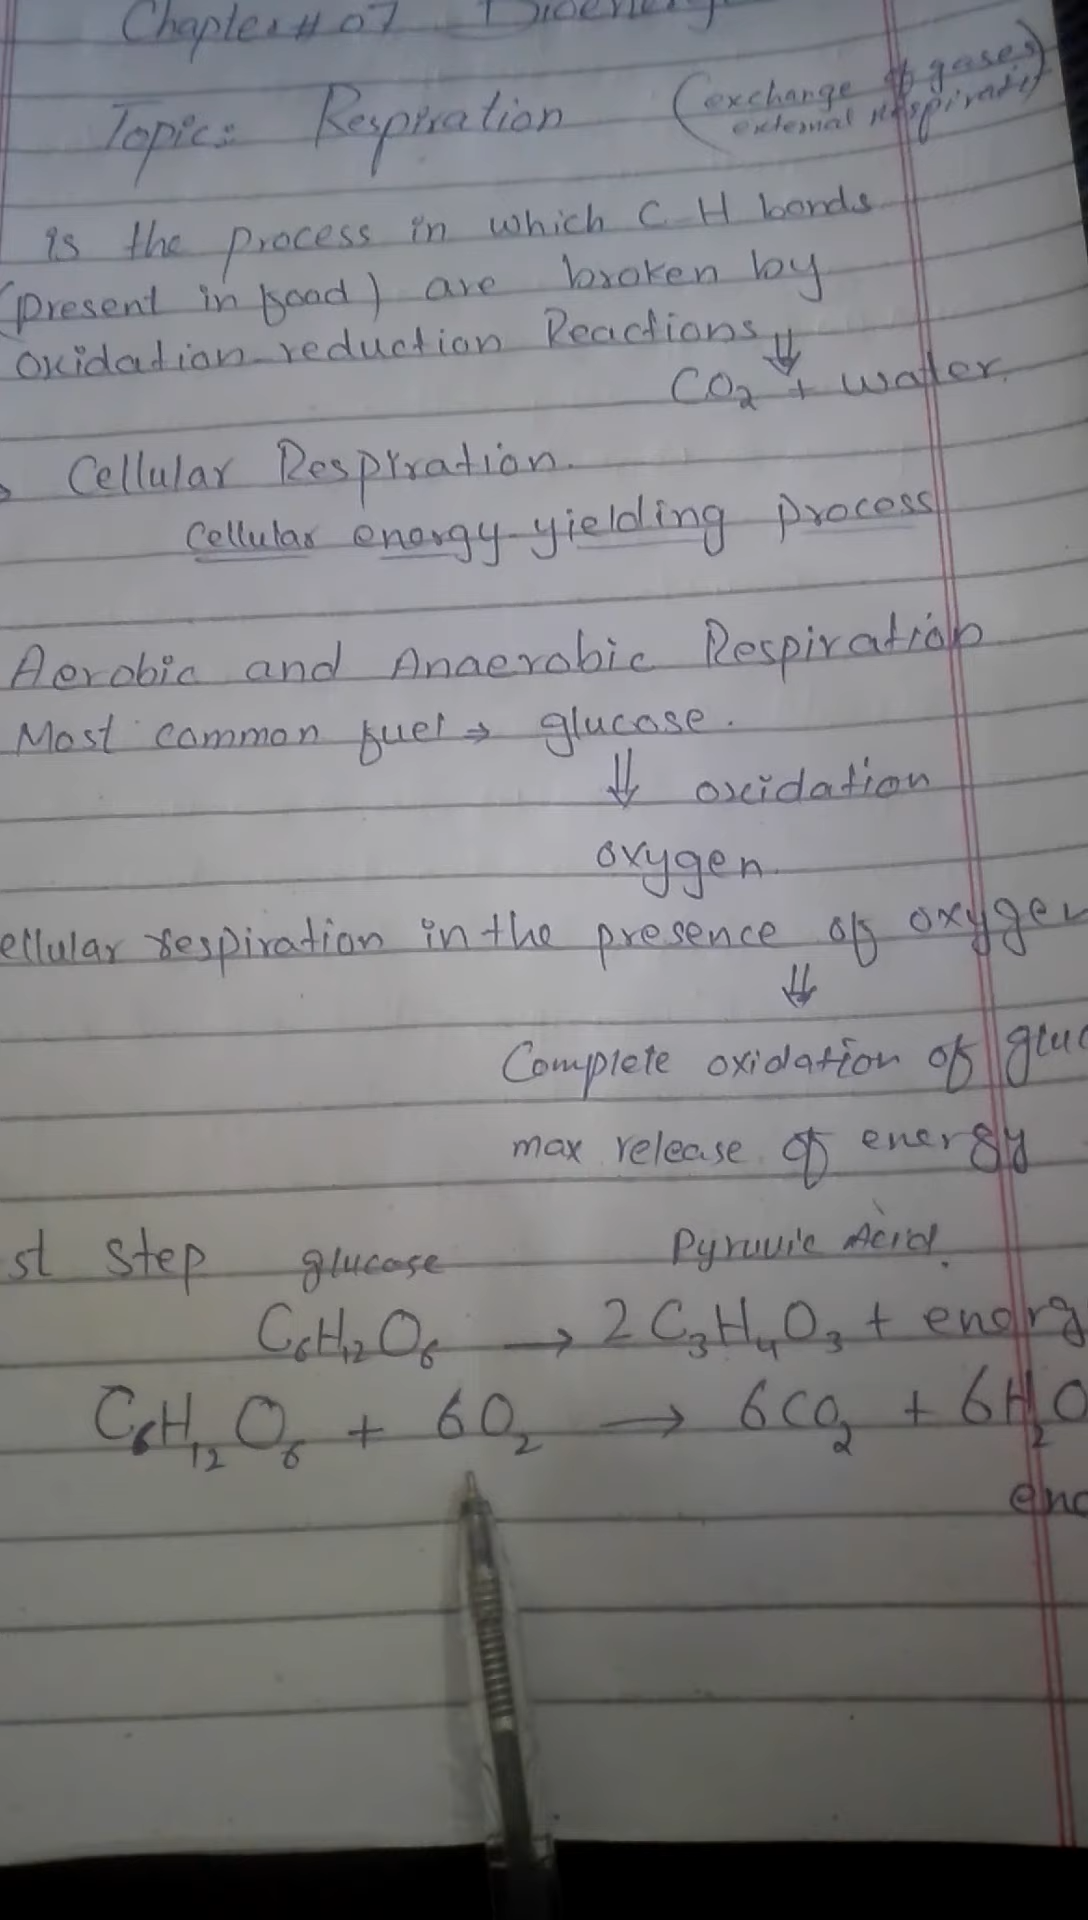 Chapter # 07
Topic: Respiration (exchange of gases)
external respiration
is the process in which C H bonds
(present in food) are broken by
oxidation-reduction Reactions ⇓
CO₂ + water.
Cellular Respiration.
Cellular energy-yielding process
Aerobic and Anaerobic Respiration
Most common fuel → glucose.
⇓ oxidation
oxygen
ellular respiration in the presence of oxygen
⇓
Complete oxidation of gluc
max release of energy
st step glucose Pyruvic Acid.
C₆H₁₂O₆ → 2C₃H₄O₃ + energ
C₆H₁₂O₆ + 6O₂ → 6CO₂ + 6H₂O
ene